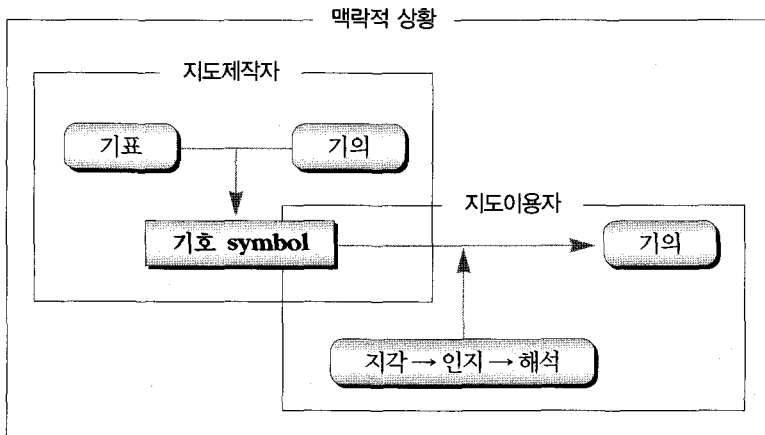 맥락적 상황
지도제작자
기표
기의
지도이용자
기호 symbol
기의
지각 → 인지 → 해석